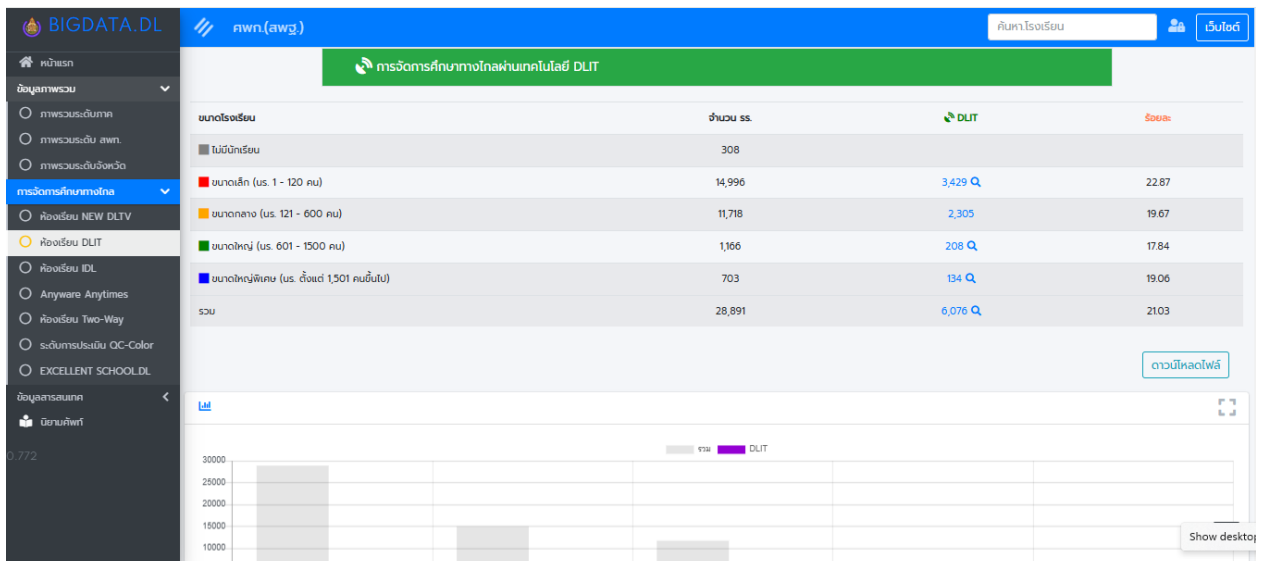 BIGDATA.DL
ศพก.(สพฐ.)
ค้นหาโรงเรียน
เว็บไซต์
หน้าแรก
ข้อมูลภาพรวม
ภาพรวมระดับภาค
ภาพรวมระดับ สพท.
ภาพรวมระดับจังหวัด
การจัดการศึกษาทางไกล
ห้องเรียน NEW DLTV
ห้องเรียน DLIT
ห้องเรียน IDL
Anyware Anytimes
ห้องเรียน Two-Way
ระดับการประเมิน QC-Color
EXCELLENT SCHOOL.DL
ข้อมูลสารสนเทศ
นิยามศัพท์
0.772
การจัดการศึกษาทางไกลผ่านเทคโนโลยี DLIT
ขนาดโรงเรียน จำนวน รร. DLIT ร้อยละ
ไม่มีนักเรียน 308
ขนาดเล็ก (นร. 1 - 120 คน) 14,996 3,429 22.87
ขนาดกลาง (นร. 121 - 600 คน) 11,718 2,305 19.67
ขนาดใหญ่ (นร. 601 - 1500 คน) 1,166 208 17.84
ขนาดใหญ่พิเศษ (นร. ตั้งแต่ 1,501 คนขึ้นไป) 703 134 19.06
รวม 28,891 6,076 21.03
ดาวน์โหลดไฟล์
รวม DLIT
30000
25000
20000
15000
10000
Show desktop